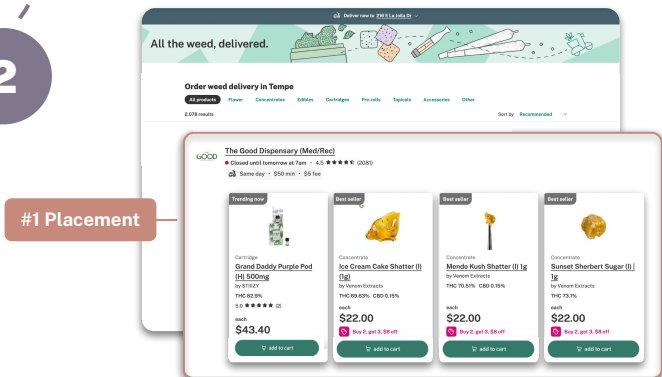 2
Deliver now to 216 E La Jolla Dr
All the weed, delivered.
Order weed delivery in Tempe
All products Flower Concentrates Edibles Cartridges Pre-rolls Topicals Accessories Other
2,079 results Sort by Recommended
#1 Placement
GOOD
The Good Dispensary (Med/Rec)
Closed until tomorrow at 7am • 4.5 ★★★★ (2081)
Same day • $50 min • $5 fee
Trending now
Cartridge
Grand Daddy Purple Pod
(H) 500mg
by STIIIZY
THC 82.9%
5.0 ★★★★★ (2)
each
$43.40
add to cart
Best seller
Concentrate
Ice Cream Cake Shatter (I)
(1g)
by Venom Extracts
THC 69.63% CBD 0.15%
each
$22.00
Buy 2, get 3, $8 off
add to cart
Best seller
Concentrate
Mendo Kush Shatter (I) 1g
by Venom Extracts
THC 70.51% CBD 0.15%
each
$22.00
Buy 2, get 3, $8 off
add to cart
Best seller
Concentrate
Sunset Sherbert Sugar (I) |
1g
by Venom Extracts
THC 73.1%
each
$22.00
Buy 2, get 3, $8 off
add to cart